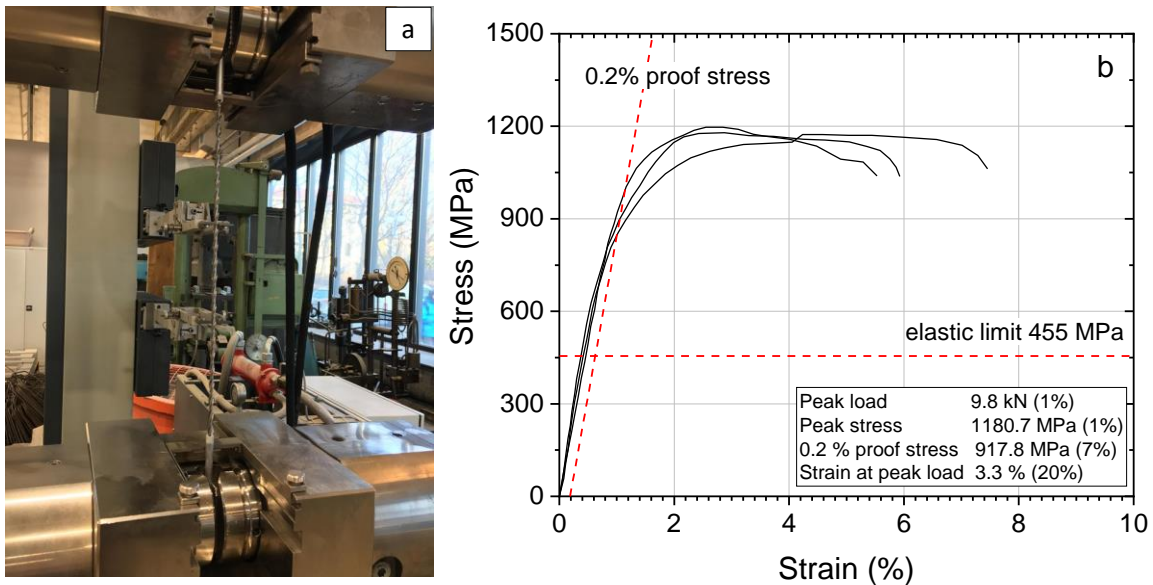 a
b
0.2% proof stress
elastic limit 455 MPa
Peak load 9.8 kN (1%)
Peak stress 1180.7 MPa (1%)
0.2 % proof stress 917.8 MPa (7%)
Strain at peak load 3.3 % (20%)
1500
1200
900
600
300
0
Stress (MPa)
0 2 4 6 8 10
Strain (%)